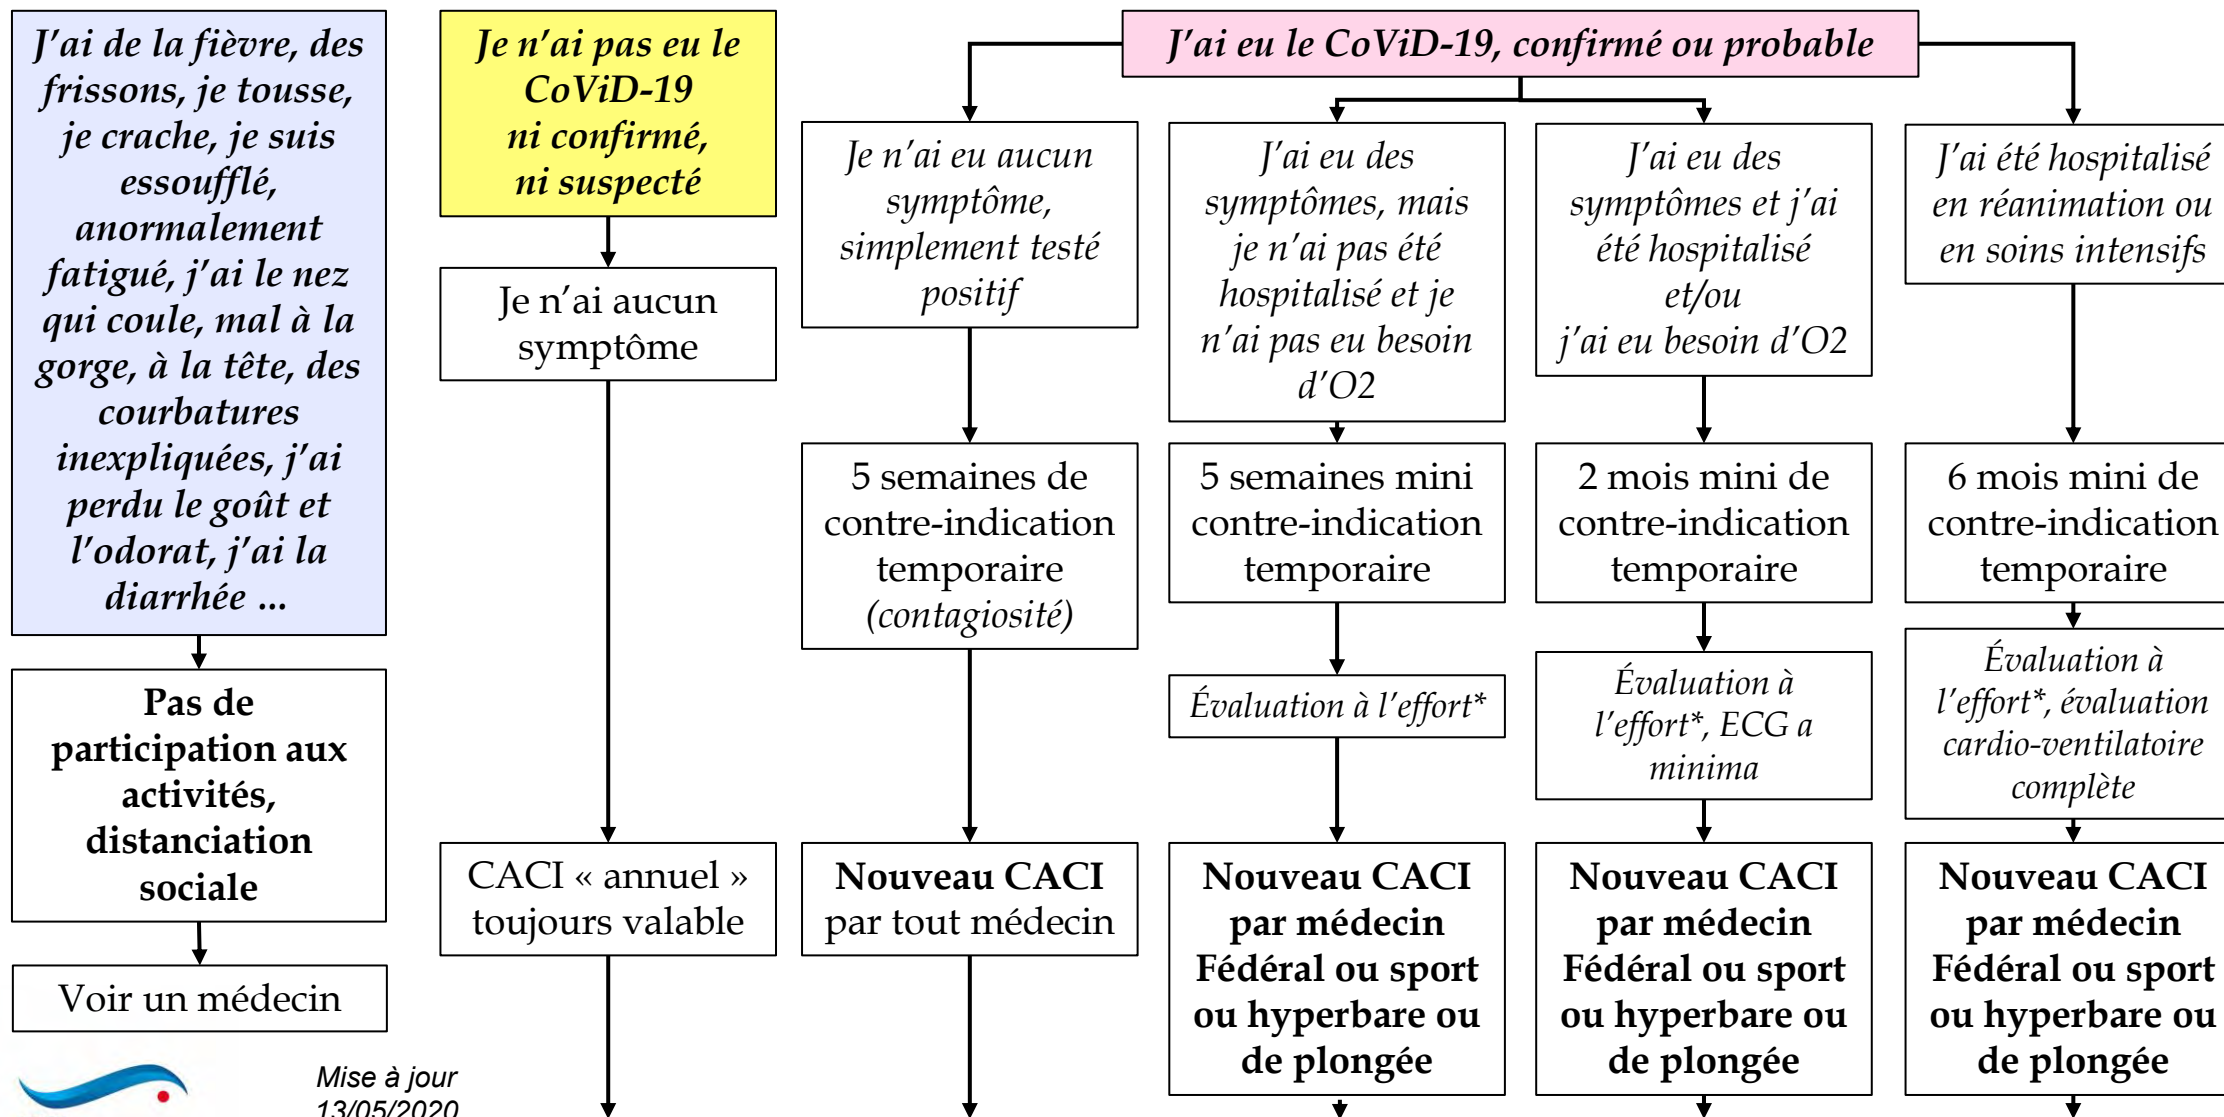 J’ai de la fièvre, des
frissons, je tousse,
je crache, je suis
essoufflé,
anormalement
fatigué, j’ai le nez
qui coule, mal à la
gorge, à la tête, des
courbatures
inexpliquées, j’ai
perdu le goût et
l’odorat, j’ai la
diarrhée …
Pas de
participation aux
activités,
distanciation
sociale
Voir un médecin
Mise à jour
13/05/2020
Je n’ai pas eu le
CoViD-19
ni confirmé,
ni suspecté
Je n’ai aucun
symptôme
CACI « annuel »
toujours valable
J’ai eu le CoViD-19, confirmé ou probable
Je n’ai eu aucun
symptôme,
simplement testé
positif
5 semaines de
contre-indication
temporaire
(contagiosité)
Nouveau CACI
par tout médecin
J’ai eu des
symptômes, mais
je n’ai pas été
hospitalisé et je
n’ai pas eu besoin
d’O2
5 semaines mini
contre-indication
temporaire
Évaluation à l’effort*
Nouveau CACI
par médecin
Fédéral ou sport
ou hyperbare ou
de plongée
J’ai eu des
symptômes et j’ai
été hospitalisé
et/ou
j’ai eu besoin d’O2
2 mois mini de
contre-indication
temporaire
Évaluation à
l’effort*, ECG a
minima
Nouveau CACI
par médecin
Fédéral ou sport
ou hyperbare ou
de plongée
J’ai été hospitalisé
en réanimation ou
en soins intensifs
6 mois mini de
contre-indication
temporaire
Évaluation à
l’effort*, évaluation
cardio-ventilatoire
complète
Nouveau CACI
par médecin
Fédéral ou sport
ou hyperbare ou
de plongée